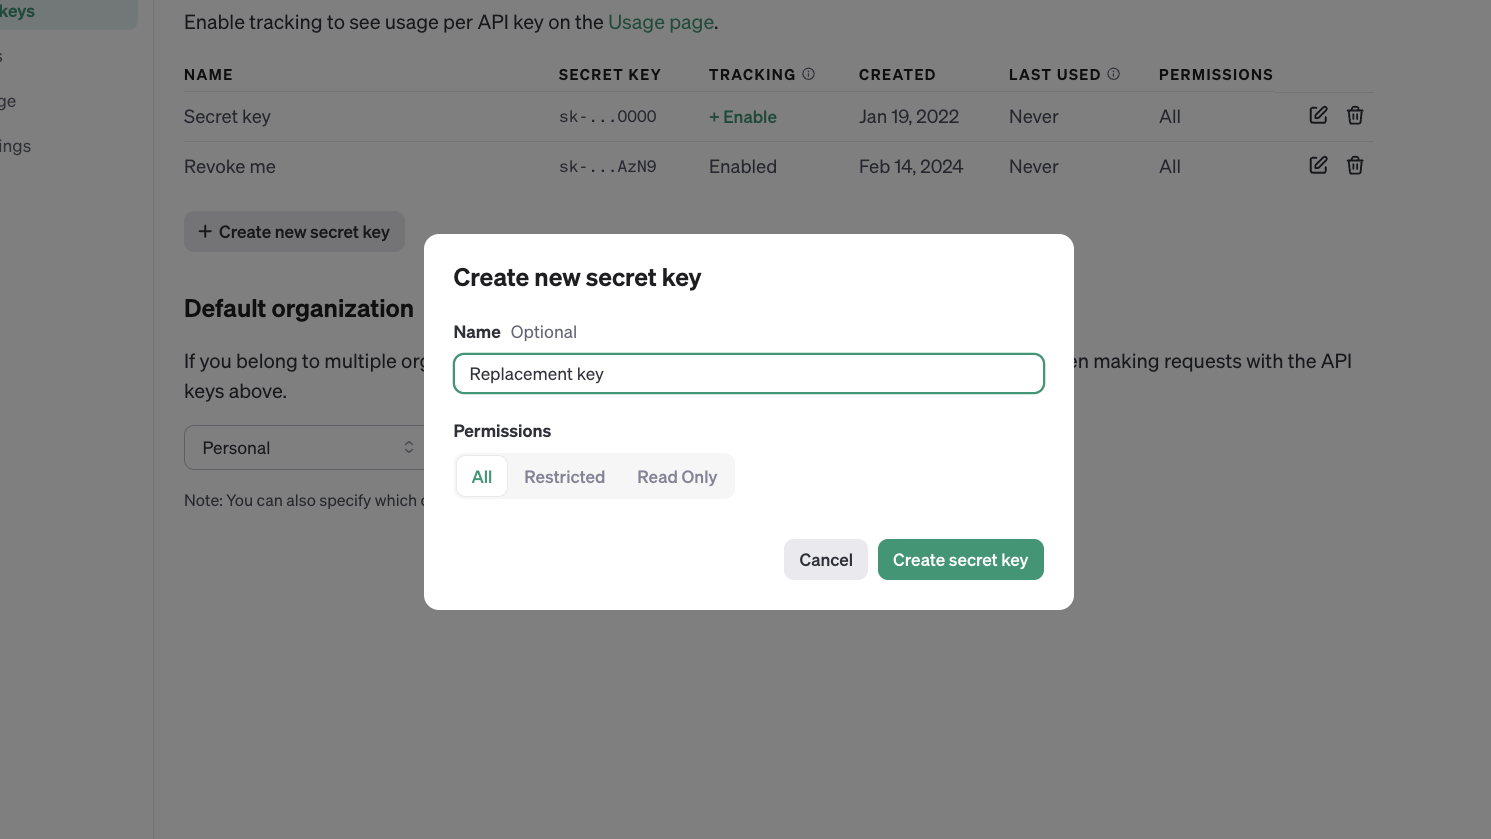 keys
s
ge
ings
Enable tracking to see usage per API key on the Usage page.
NAME SECRET KEY TRACKING CREATED LAST USED PERMISSIONS
Secret key sk-...0000 + Enable Jan 19, 2022 Never All
Revoke me sk-...AzN9 Enabled Feb 14, 2024 Never All
+ Create new secret key
Default organization
If you belong to multiple org
en making requests with the API
keys above.
Personal
Note: You can also specify which
Create new secret key
Name Optional
Replacement key
Permissions
All Restricted Read Only
Cancel Create secret key